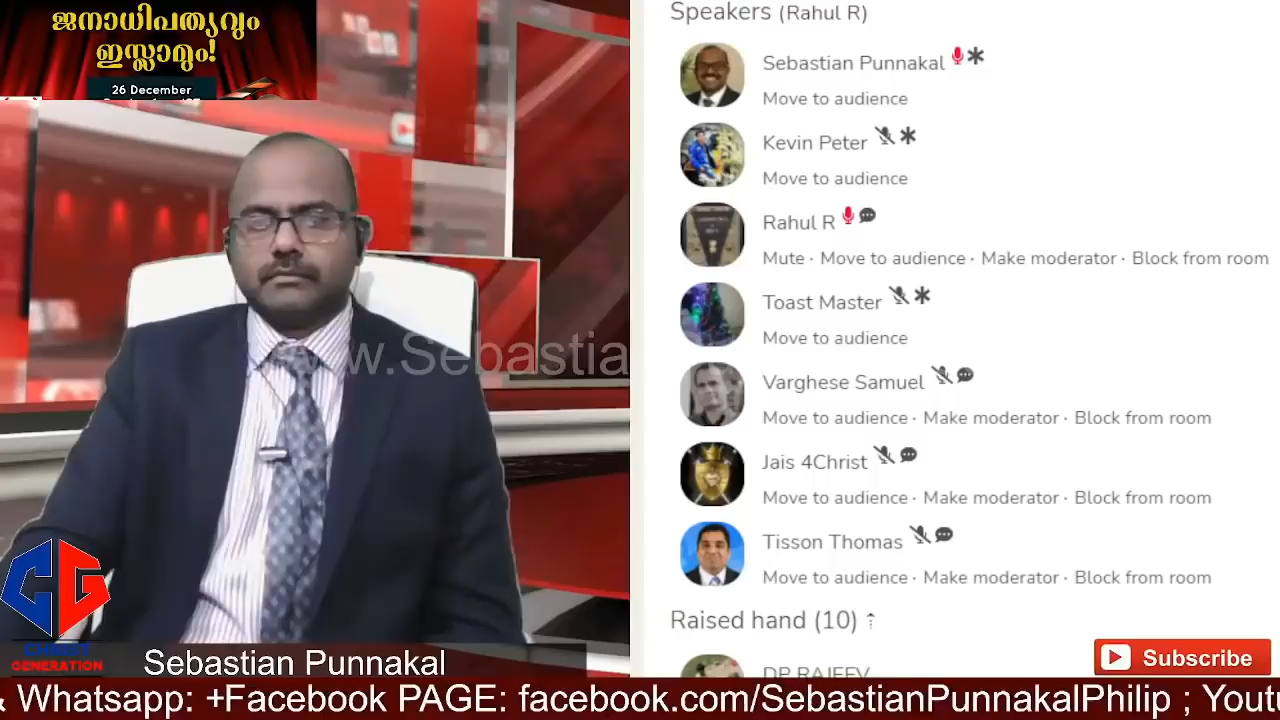 ജനാധിപത്യവും
ഇസ്ലാമും!
26 December
Speakers (Rahul R)
Sebastian Punnakal
Move to audience
Kevin Peter
Move to audience
Rahul R
Mute · Move to audience · Make moderator · Block from room
Toast Master
Move to audience
Varghese Samuel
Move to audience · Make moderator · Block from room
Jais 4Christ
Move to audience · Make moderator · Block from room
Tisson Thomas
Move to audience · Make moderator · Block from room
Raised hand (10)
DR RAJEEV
www.Sebastia
CHRIST
GENERATION
Sebastian Punnakal
Subscribe
& Whatsapp: +Facebook PAGE: facebook.com/SebastianPunnakalPhilip ; Youtu